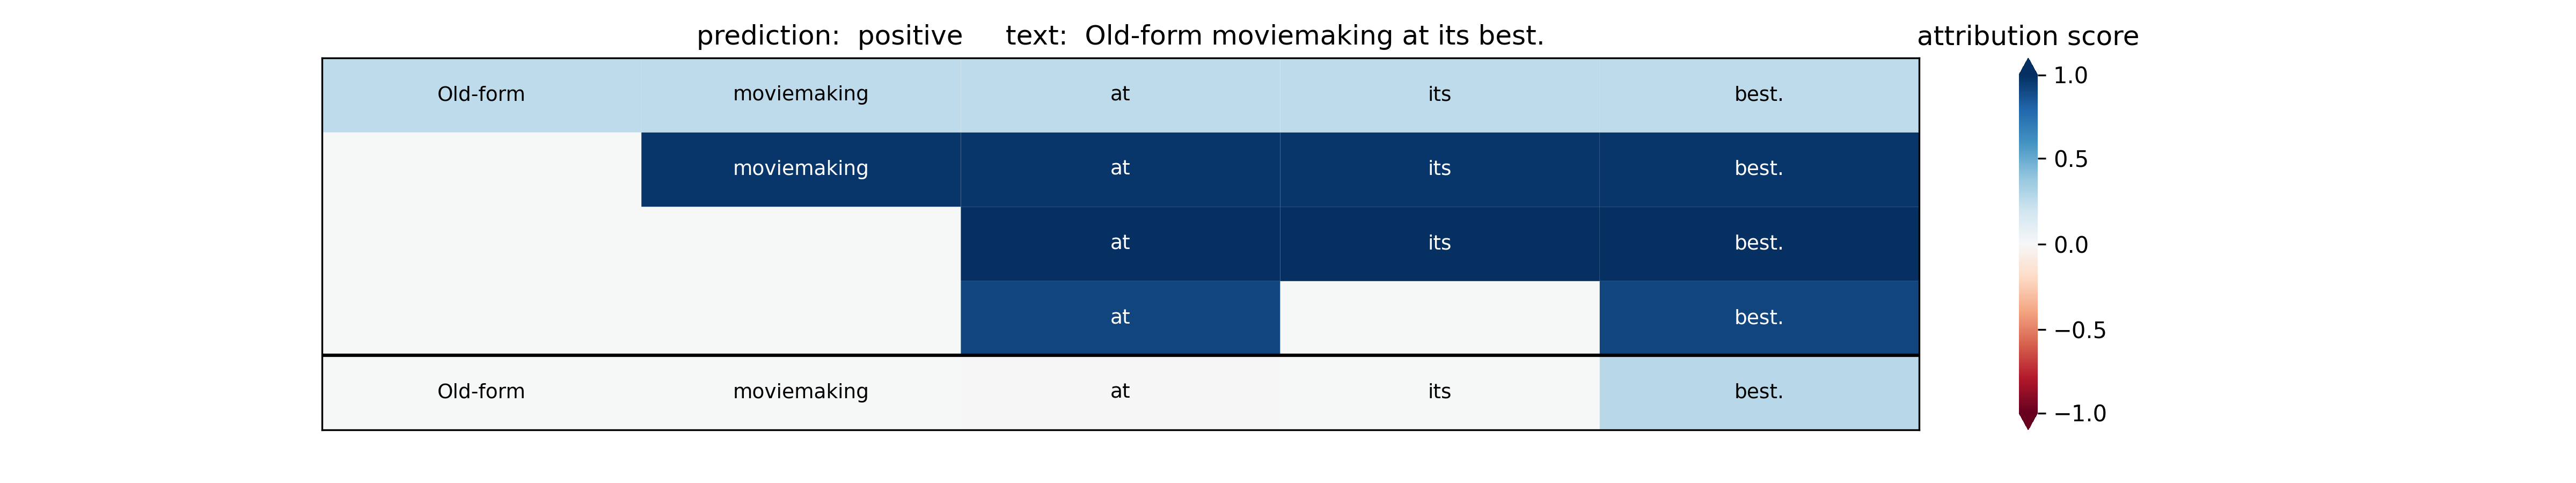 prediction:  positive     text:  Old-form moviemaking at its best.
attribution score
Old-form moviemaking at its best.
moviemaking at its best.
at its best.
at best.
Old-form moviemaking at its best.
1.0
0.5
0.0
−0.5
−1.0